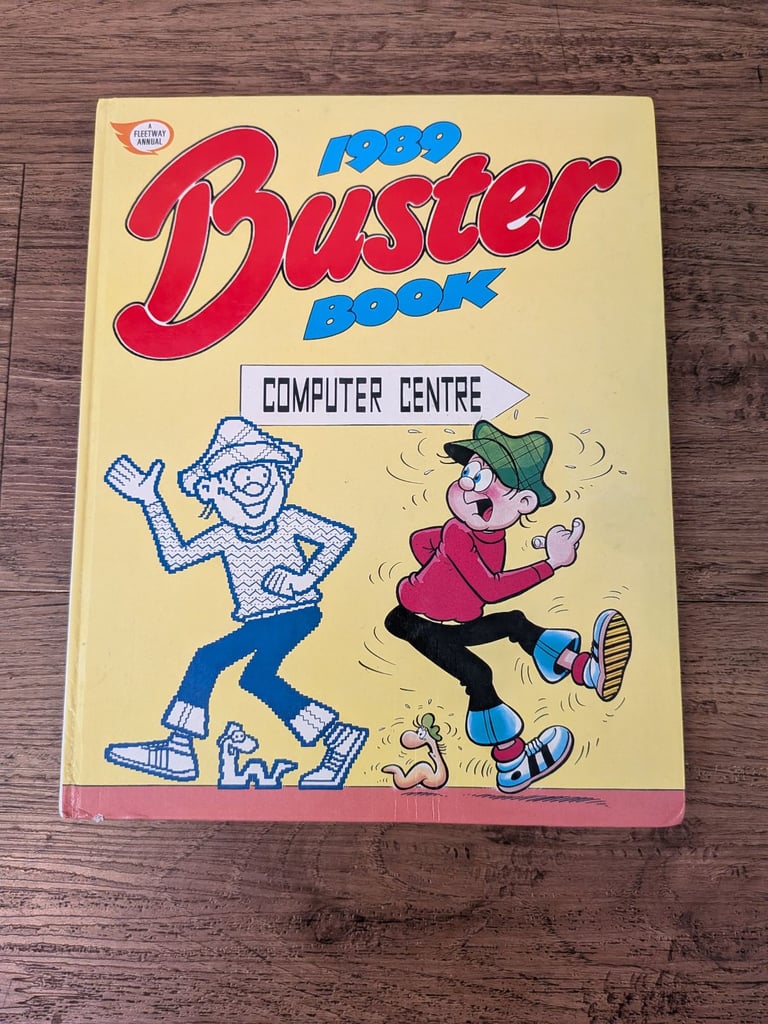 A
FLEETWAY
ANNUAL
1989
Buster
BOOK
COMPUTER CENTRE